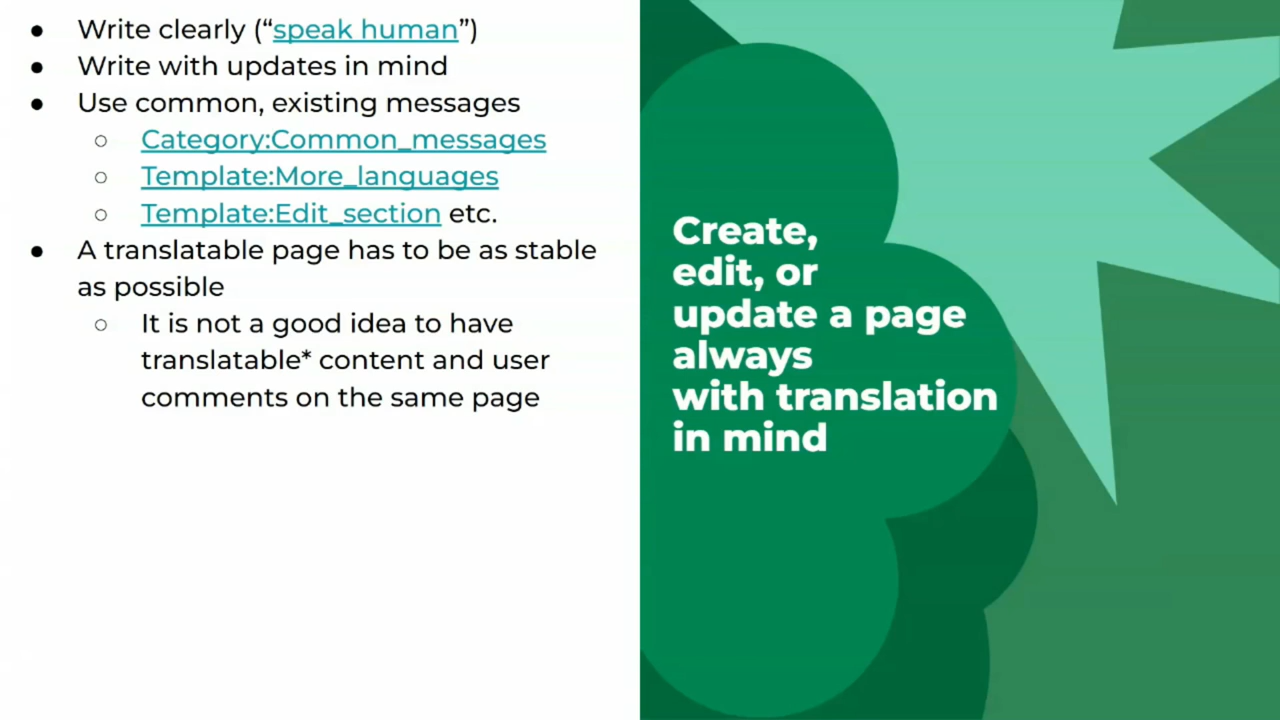 ● Write clearly (“speak human”)
● Write with updates in mind
● Use common, existing messages
○ Category:Common_messages
○ Template:More_languages
○ Template:Edit_section etc.
● A translatable page has to be as stable
as possible
○ It is not a good idea to have
translatable* content and user
comments on the same page
Create,
edit, or
update a page
always
with translation
in mind